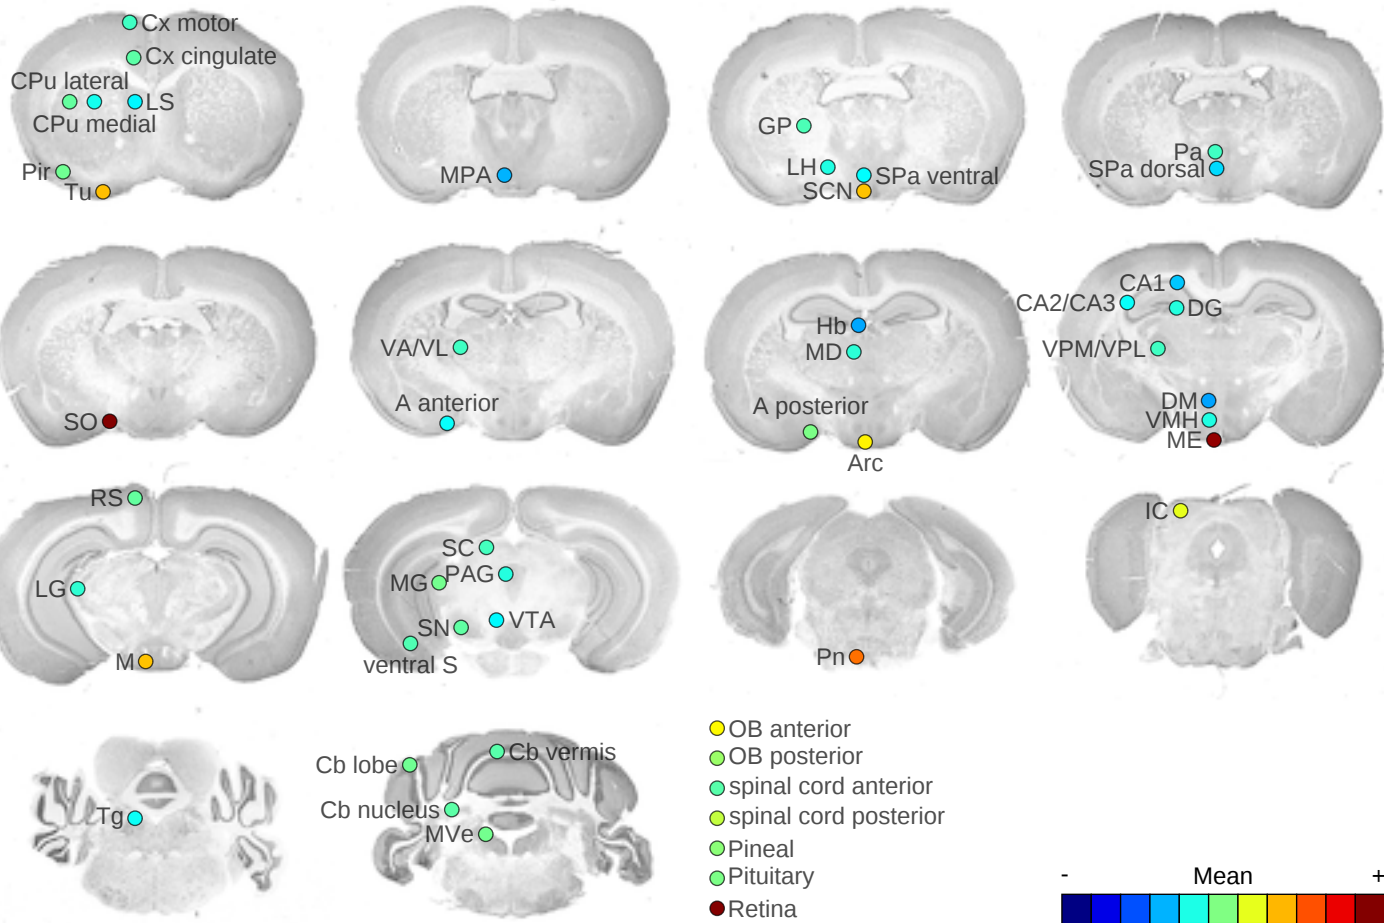 Cx motor
Cx cingulate
CPu lateral
LS
CPu medial
Pir
Tu
MPA
GP
LH
SPa ventral
SCN
Pa
SPa dorsal
SO
VA/VL
A anterior
Hb
MD
A posterior
Arc
CA1
CA2/CA3
DG
VPM/VPL
DM
VMH
ME
RS
LG
M
SC
MG
PAG
SN
VTA
ventral S
Pn
IC
Tg
Cb vermis
Cb lobe
Cb nucleus
MVe
OB anterior
OB posterior
spinal cord anterior
spinal cord posterior
Pineal
Pituitary
Retina
- Mean +